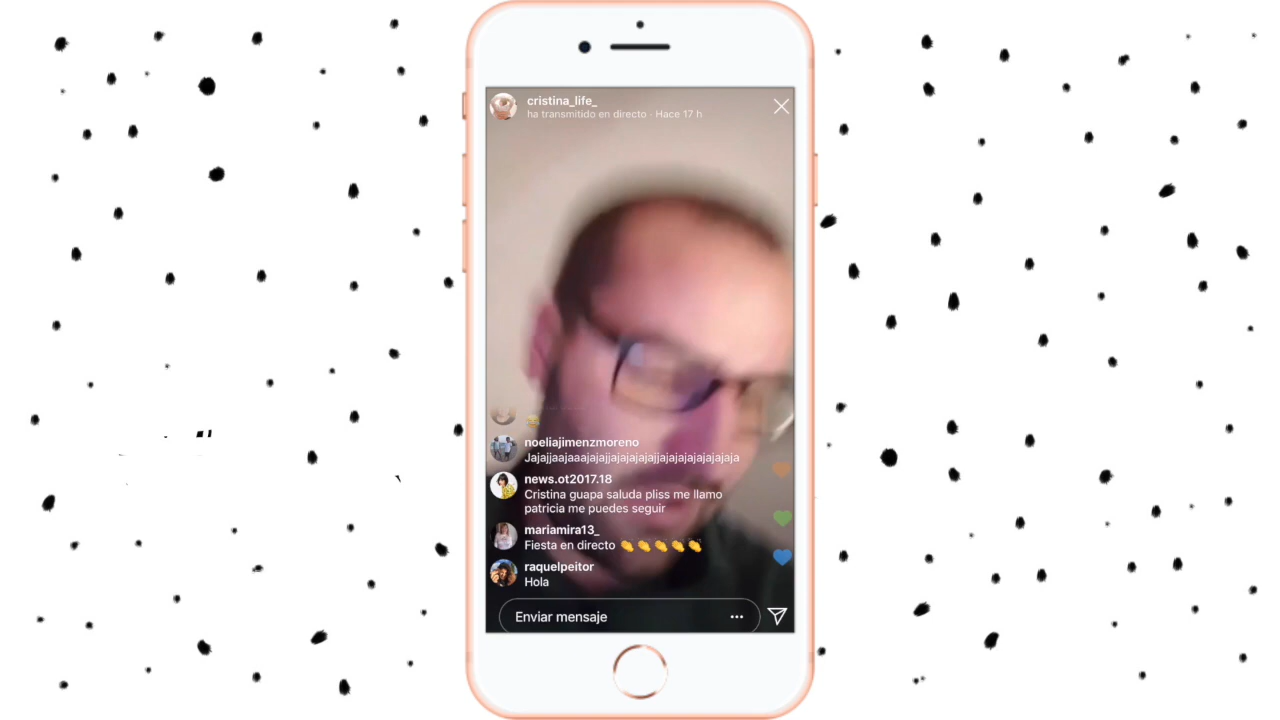 cristina_life_
ha transmitido en directo · Hace 17 h
noeliajimenzmoreno
Jajajjaajaaajajajjajajajajajjajajajajajajaja
news.ot2017.18
Cristina guapa saluda pliss me llamo
patricia me puedes seguir
mariamira13_
Fiesta en directo 👏👏👏👏👏
raquelpeitor
Hola
Enviar mensaje